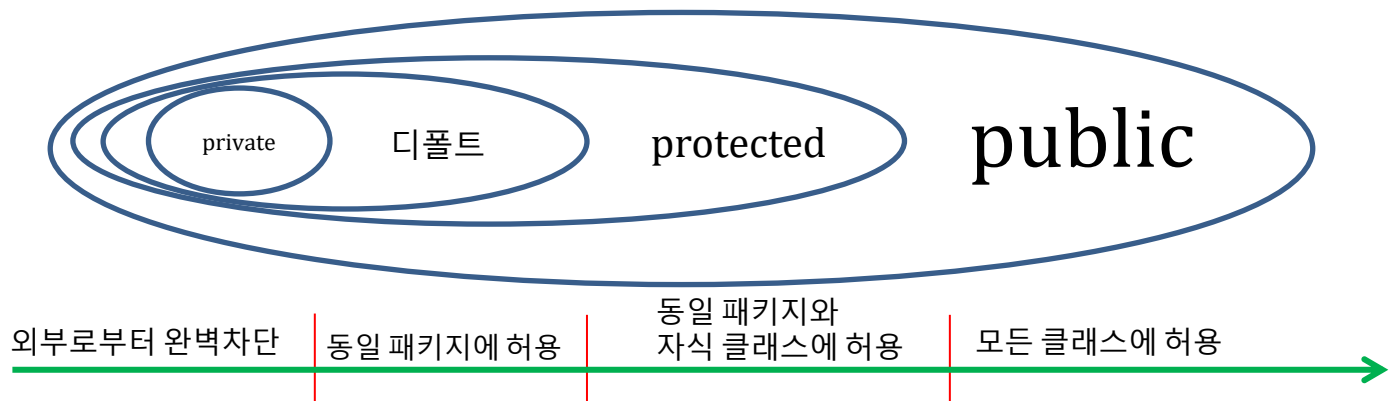 private
디폴트
protected
public
외부로부터 완벽차단
동일 패키지에 허용
동일 패키지와
자식 클래스에 허용
모든 클래스에 허용